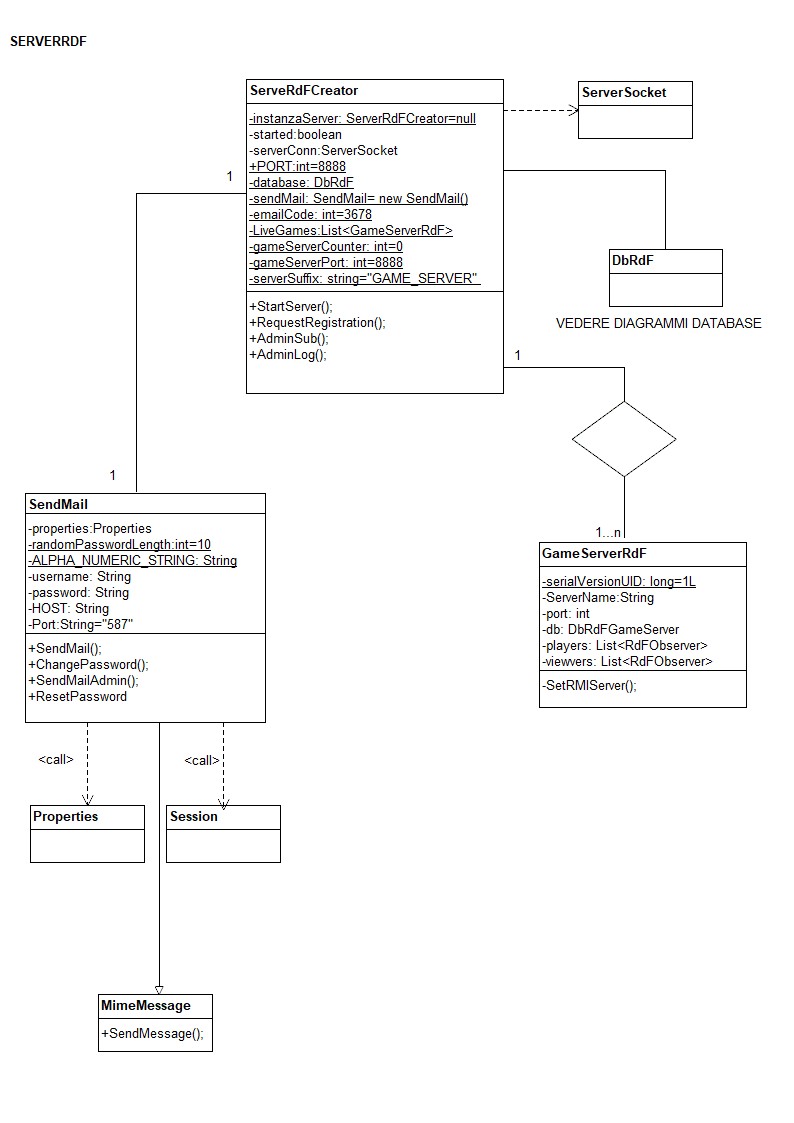 SERVERRDF
ServeRdFCreator
-instanzaServer: ServerRdFCreator=null
-started:boolean
-serverConn:ServerSocket
+PORT:int=8888
-database: DbRdF
-sendMail: SendMail= new SendMail()
-emailCode: int=3678
-LiveGames:List<GameServerRdF>
-gameServerCounter: int=0
-gameServerPort: int=8888
-serverSuffix: string="GAME_SERVER"
+StartServer();
+RequestRegistration();
+AdminSub();
+AdminLog();
ServerSocket
DbRdF
VEDERE DIAGRAMMI DATABASE
1
1
1
1...n
SendMail
-properties:Properties
-randomPasswordLength:int=10
-ALPHA_NUMERIC_STRING: String
-username: String
-password: String
-HOST: String
-Port:String="587"
+SendMail();
+ChangePassword();
+SendMailAdmin();
+ResetPassword
GameServerRdF
-serialVersionUID: long=1L
-ServerName:String
-port: int
-db: DbRdFGameServer
-players: List<RdFObserver>
-viewvers: List<RdFObserver>
-SetRMIServer();
<call>
<call>
Properties
Session
MimeMessage
+SendMessage();